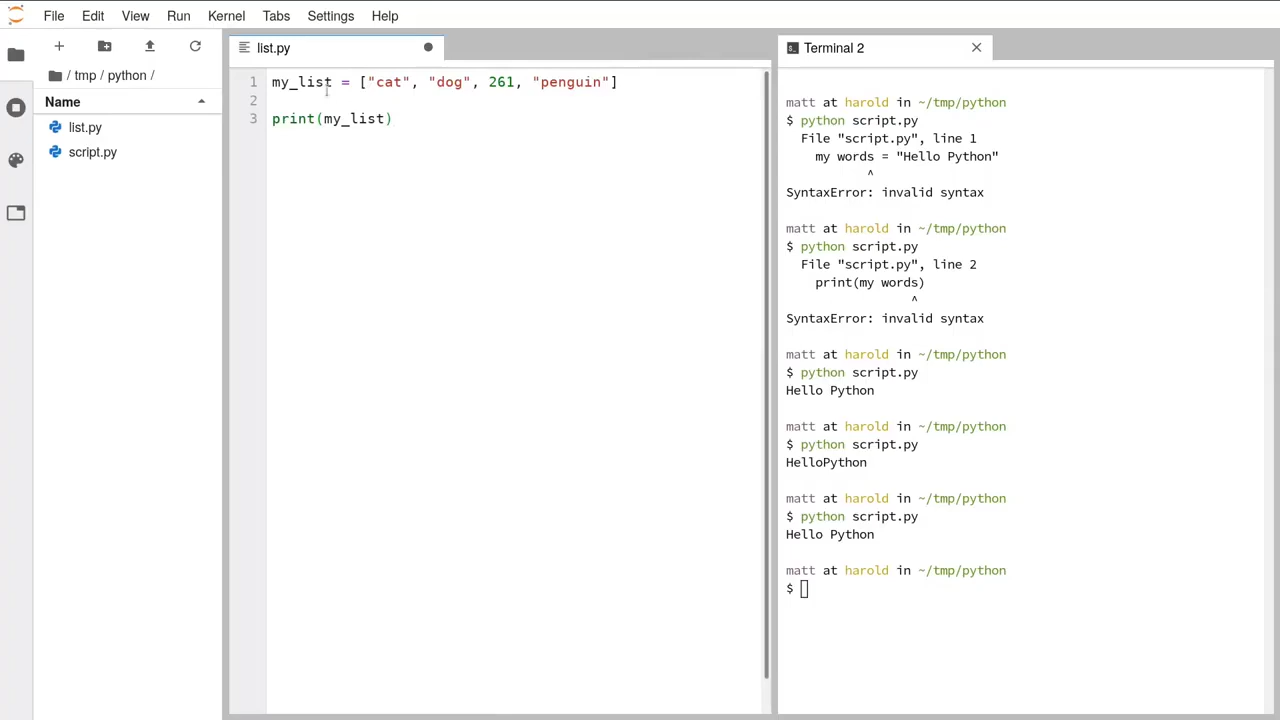 File Edit View Run Kernel Tabs Settings Help
/ tmp / python /
Name
list.py
script.py
list.py
1 my_list = ["cat", "dog", 261, "penguin"]
2
3 print(my_list)
Terminal 2
matt at harold in ~/tmp/python
$ python script.py
File "script.py", line 1
my words = "Hello Python"
^
SyntaxError: invalid syntax
matt at harold in ~/tmp/python
$ python script.py
File "script.py", line 2
print(my words)
^
SyntaxError: invalid syntax
matt at harold in ~/tmp/python
$ python script.py
Hello Python
matt at harold in ~/tmp/python
$ python script.py
HelloPython
matt at harold in ~/tmp/python
$ python script.py
Hello Python
matt at harold in ~/tmp/python
$